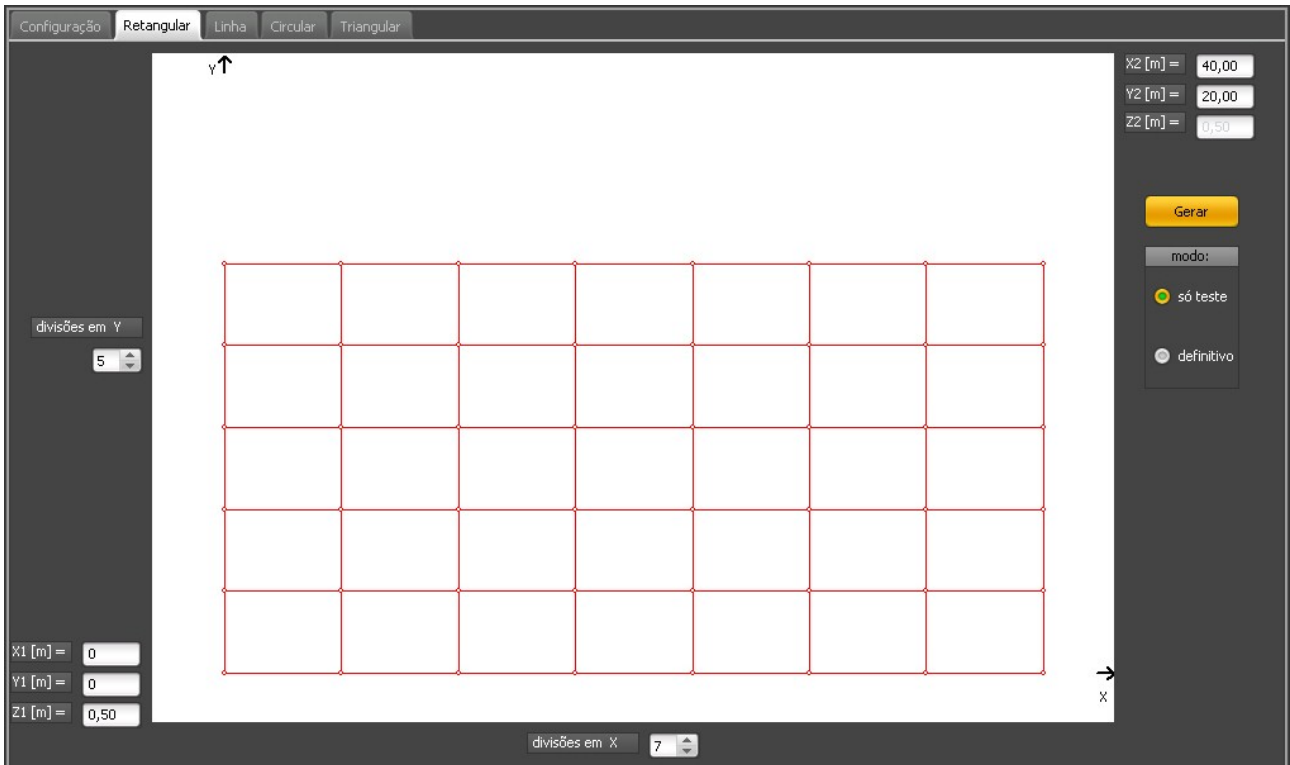 Configuração Retangular Linha Circular Triangular
Y
X2 [m] = 40,00
Y2 [m] = 20,00
Z2 [m] = 0,50
Gerar
modo:
só teste
definitivo
divisões em Y
5
X1 [m] = 0
Y1 [m] = 0
Z1 [m] = 0,50
X
divisões em X 7